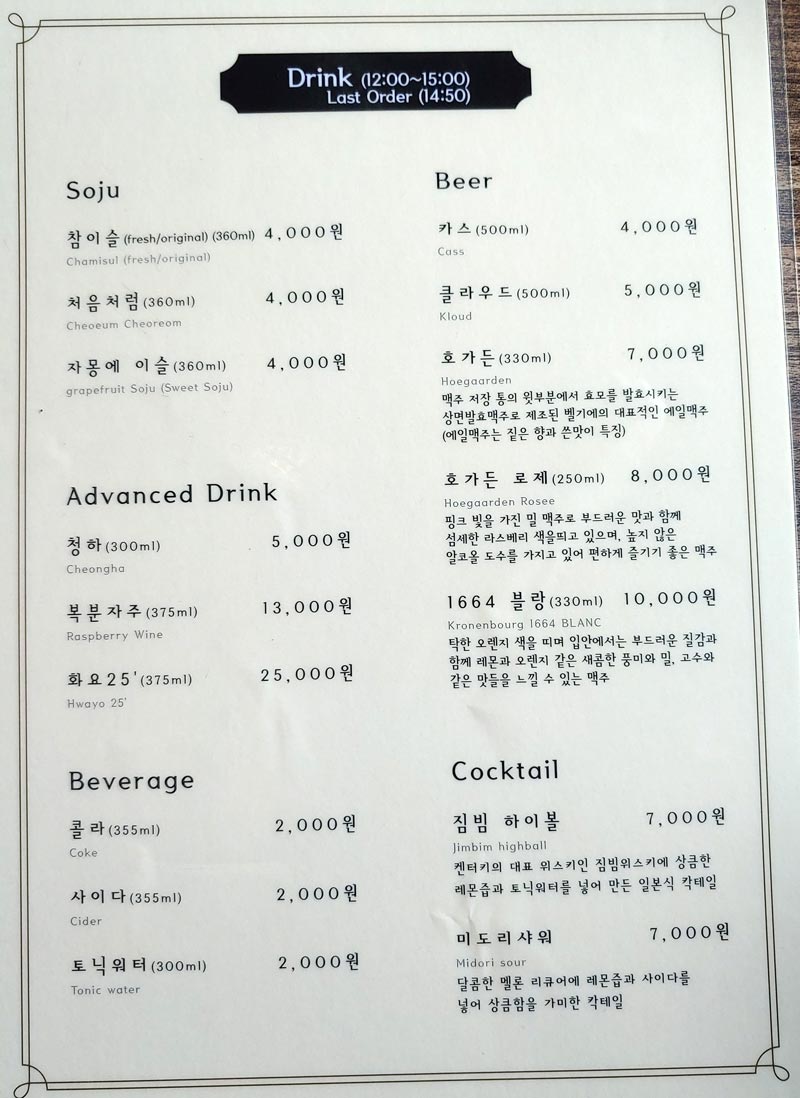 Drink (12:00~15:00)
Last Order (14:50)
Soju
참이슬 (fresh/original) (360ml) 4,000원
Chamisul (fresh/original)
처음처럼 (360ml) 4,000원
Cheoeum Cheoreom
자몽에 이슬 (360ml) 4,000원
grapefruit Soju (Sweet Soju)
Advanced Drink
청하 (300ml) 5,000원
Cheongha
복분자주 (375ml) 13,000원
Raspberry Wine
화요25' (375ml) 25,000원
Hwayo 25'
Beverage
콜라 (355ml) 2,000원
Coke
사이다 (355ml) 2,000원
Cider
토닉워터 (300ml) 2,000원
Tonic water
Beer
카스 (500ml) 4,000원
Cass
클라우드 (500ml) 5,000원
Kloud
호가든 (330ml) 7,000원
Hoegaarden
맥주 저장 통의 윗부분에서 효모를 발효시키는
상면발효맥주로 제조된 벨기에의 대표적인 에일맥주
(에일맥주는 짙은 향과 쓴맛이 특징)
호가든 로제 (250ml) 8,000원
Hoegaarden Rosee
핑크 빛을 가진 밀 맥주로 부드러운 맛과 함께
섬세한 라스베리 색을띄고 있으며, 높지 않은
알코올 도수를 가지고 있어 편하게 즐기기 좋은 맥주
1664 블랑 (330ml) 10,000원
Kronenbourg 1664 BLANC
탁한 오렌지 색을 띠며 입안에서는 부드러운 질감과
함께 레몬과 오렌지 같은 새콤한 풍미와 밀, 고수와
같은 맛들을 느낄 수 있는 맥주
Cocktail
짐빔 하이볼 7,000원
Jimbim highball
켄터키의 대표 위스키인 짐빔위스키에 상큼한
레몬즙과 토닉워터를 넣어 만든 일본식 칵테일
미도리샤워 7,000원
Midori sour
달콤한 멜론 리큐어에 레몬즙과 사이다를
넣어 상큼함을 가미한 칵테일